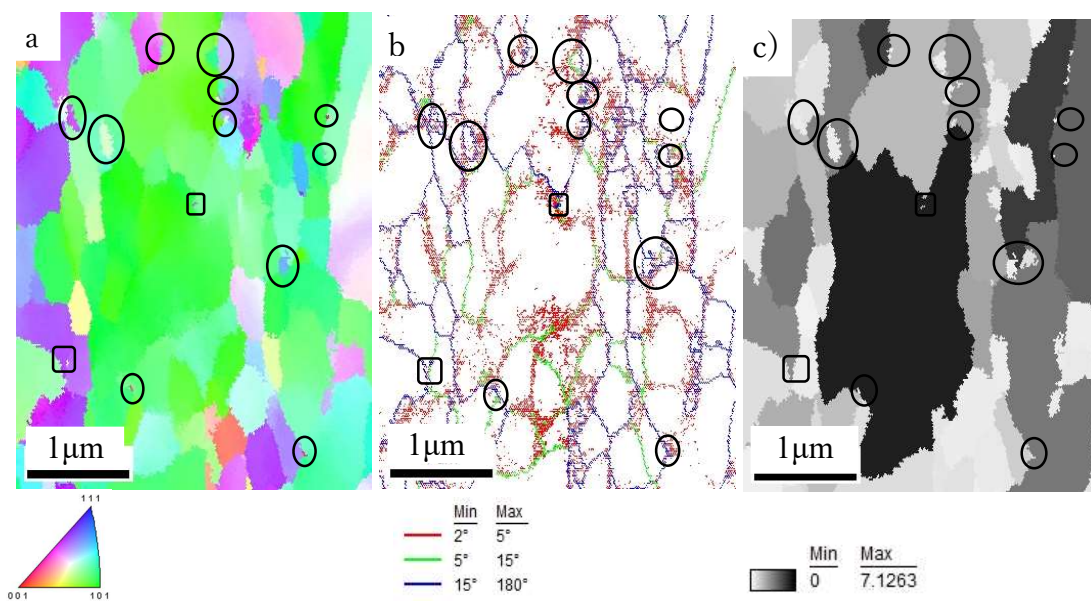 a
b
c)
1μm
1μm
1μm
111
001
101
Min Max
2° 5°
5° 15°
15° 180°
Min Max
0 7.1263